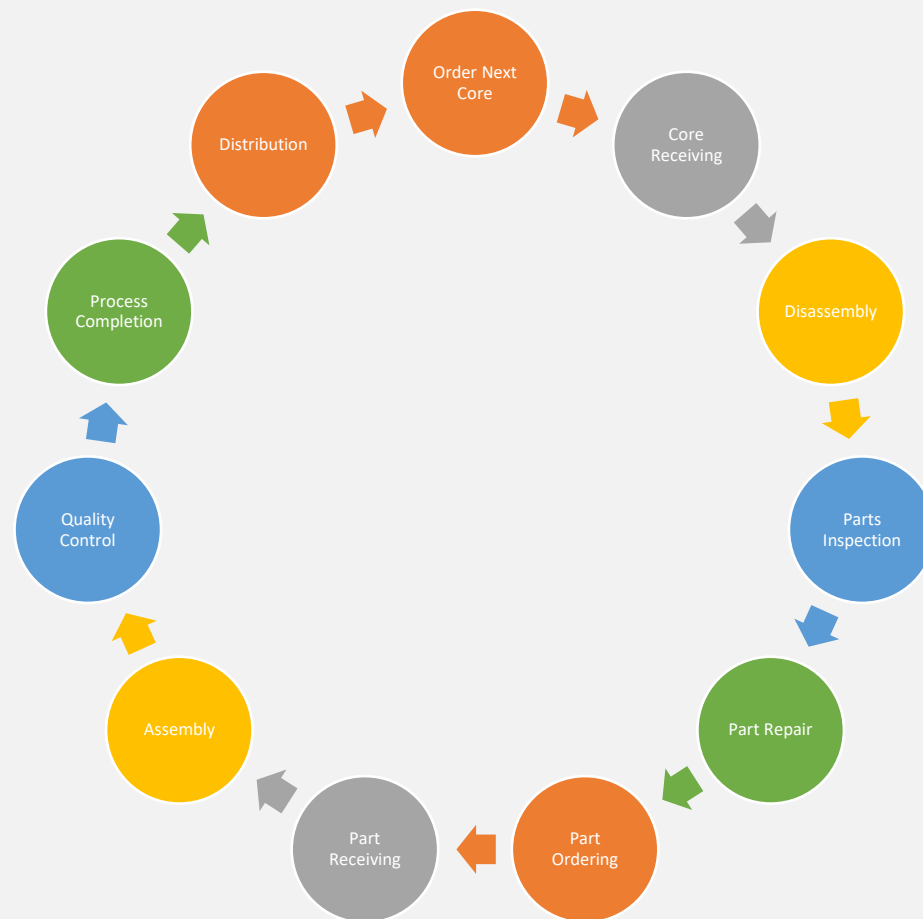 Order Next
Core
Core
Receiving
Disassembly
Parts
Inspection
Part Repair
Part
Ordering
Part
Receiving
Assembly
Quality
Control
Process
Completion
Distribution